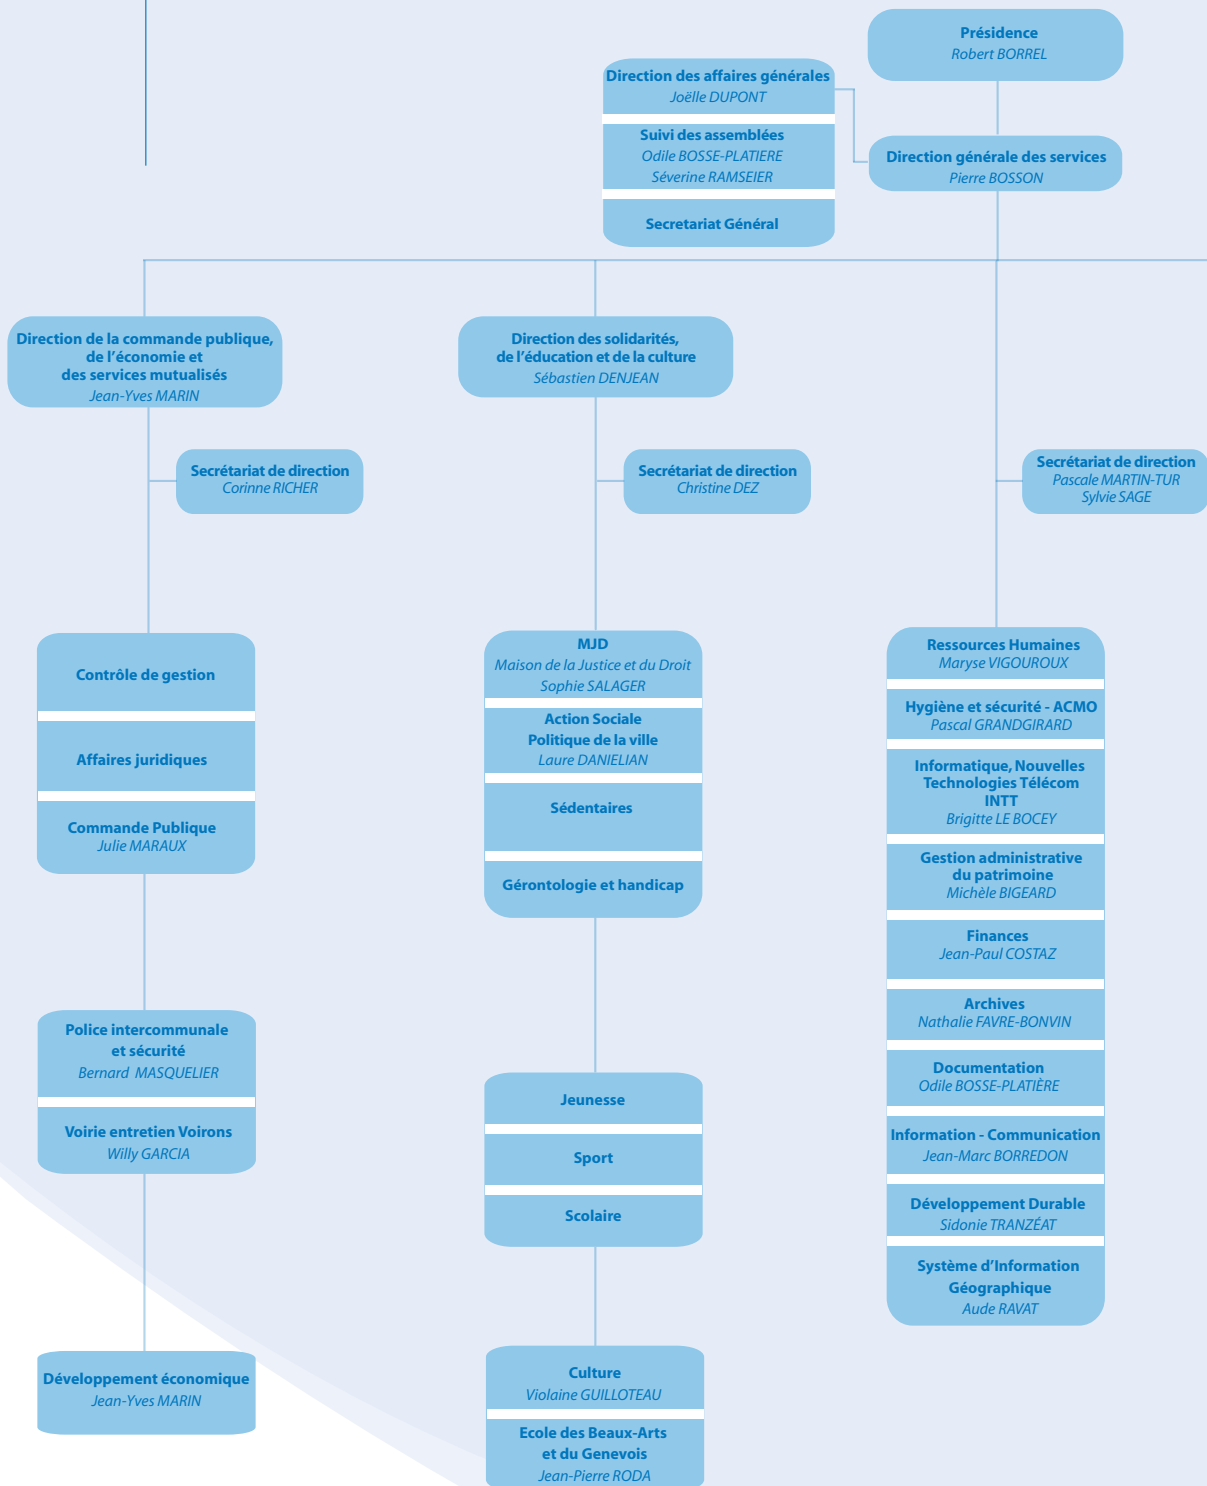 Présidence
Robert BORREL
Direction des affaires générales
Joëlle DUPONT
Suivi des assemblées
Odile BOSSE-PLATIERE
Séverine RAMSEIER
Secretariat Général
Direction générale des services
Pierre BOSSON
Direction de la commande publique,
de l'économie et
des services mutualisés
Jean-Yves MARIN
Direction des solidarités,
de l'éducation et de la culture
Sébastien DENJEAN
Secrétariat de direction
Corinne RICHER
Secrétariat de direction
Christine DEZ
Secrétariat de direction
Pascale MARTIN-TUR
Sylvie SAGE
Contrôle de gestion
Affaires juridiques
Commande Publique
Julie MARAUX
Police intercommunale
et sécurité
Bernard MASQUELIER
Voirie entretien Voirons
Willy GARCIA
Développement économique
Jean-Yves MARIN
MJD
Maison de la Justice et du Droit
Sophie SALAGER
Action Sociale
Politique de la ville
Laure DANIELIAN
Sédentaires
Gérontologie et handicap
Jeunesse
Sport
Scolaire
Culture
Violaine GUILLOTEAU
Ecole des Beaux-Arts
et du Genevois
Jean-Pierre RODA
Ressources Humaines
Maryse VIGOUROUX
Hygiène et sécurité - ACMO
Pascal GRANDGIRARD
Informatique, Nouvelles
Technologies Télécom
INTT
Brigitte LE BOCEY
Gestion administrative
du patrimoine
Michèle BIGEARD
Finances
Jean-Paul COSTAZ
Archives
Nathalie FAVRE-BONVIN
Documentation
Odile BOSSE-PLATIÈRE
Information - Communication
Jean-Marc BORREDON
Développement Durable
Sidonie TRANZÉAT
Système d'Information
Géographique
Aude RAVAT